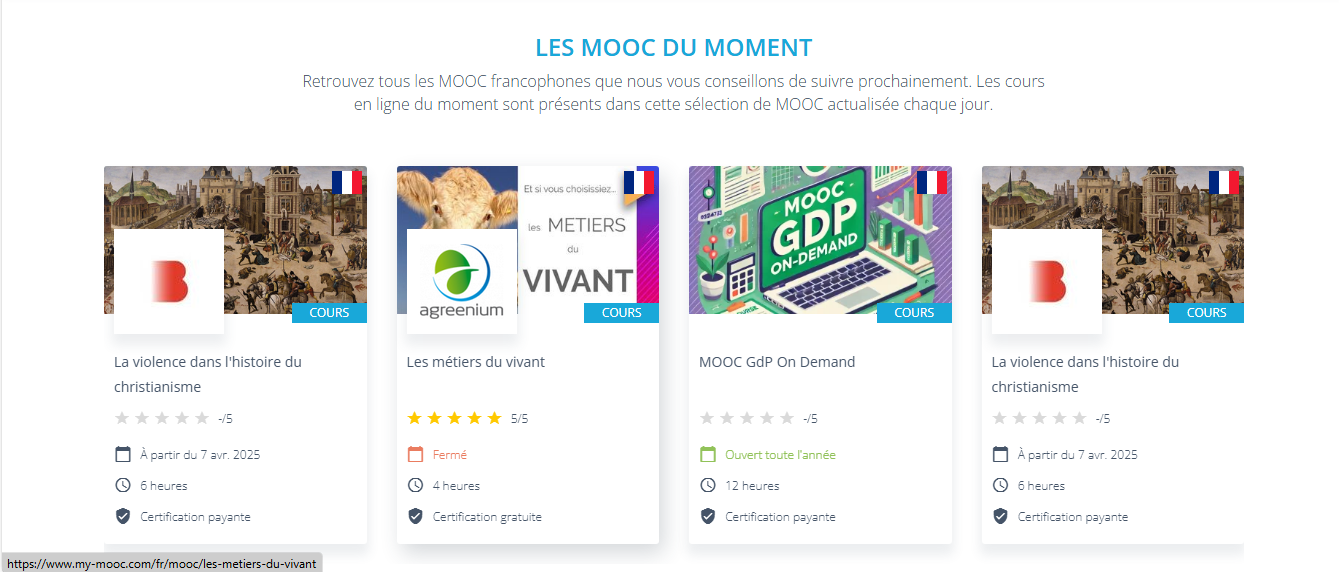 LES MOOC DU MOMENT
Retrouvez tous les MOOC francophones que nous vous conseillons de suivre prochainement. Les cours
en ligne du moment sont présents dans cette sélection de MOOC actualisée chaque jour.
B
COURS
La violence dans l'histoire du
christianisme
-/5
À partir du 7 avr. 2025
6 heures
Certification payante
Et si vous choisissiez...
les METIERS
du
VIVANT
agreenium
COURS
Les métiers du vivant
5/5
Fermé
4 heures
Certification gratuite
MOOC
GDP
ON-DEMAND
COURS
MOOC GdP On Demand
-/5
Ouvert toute l'année
12 heures
Certification payante
B
COURS
La violence dans l'histoire du
christianisme
-/5
À partir du 7 avr. 2025
6 heures
Certification payante
https://www.my-mooc.com/fr/mooc/les-metiers-du-vivant